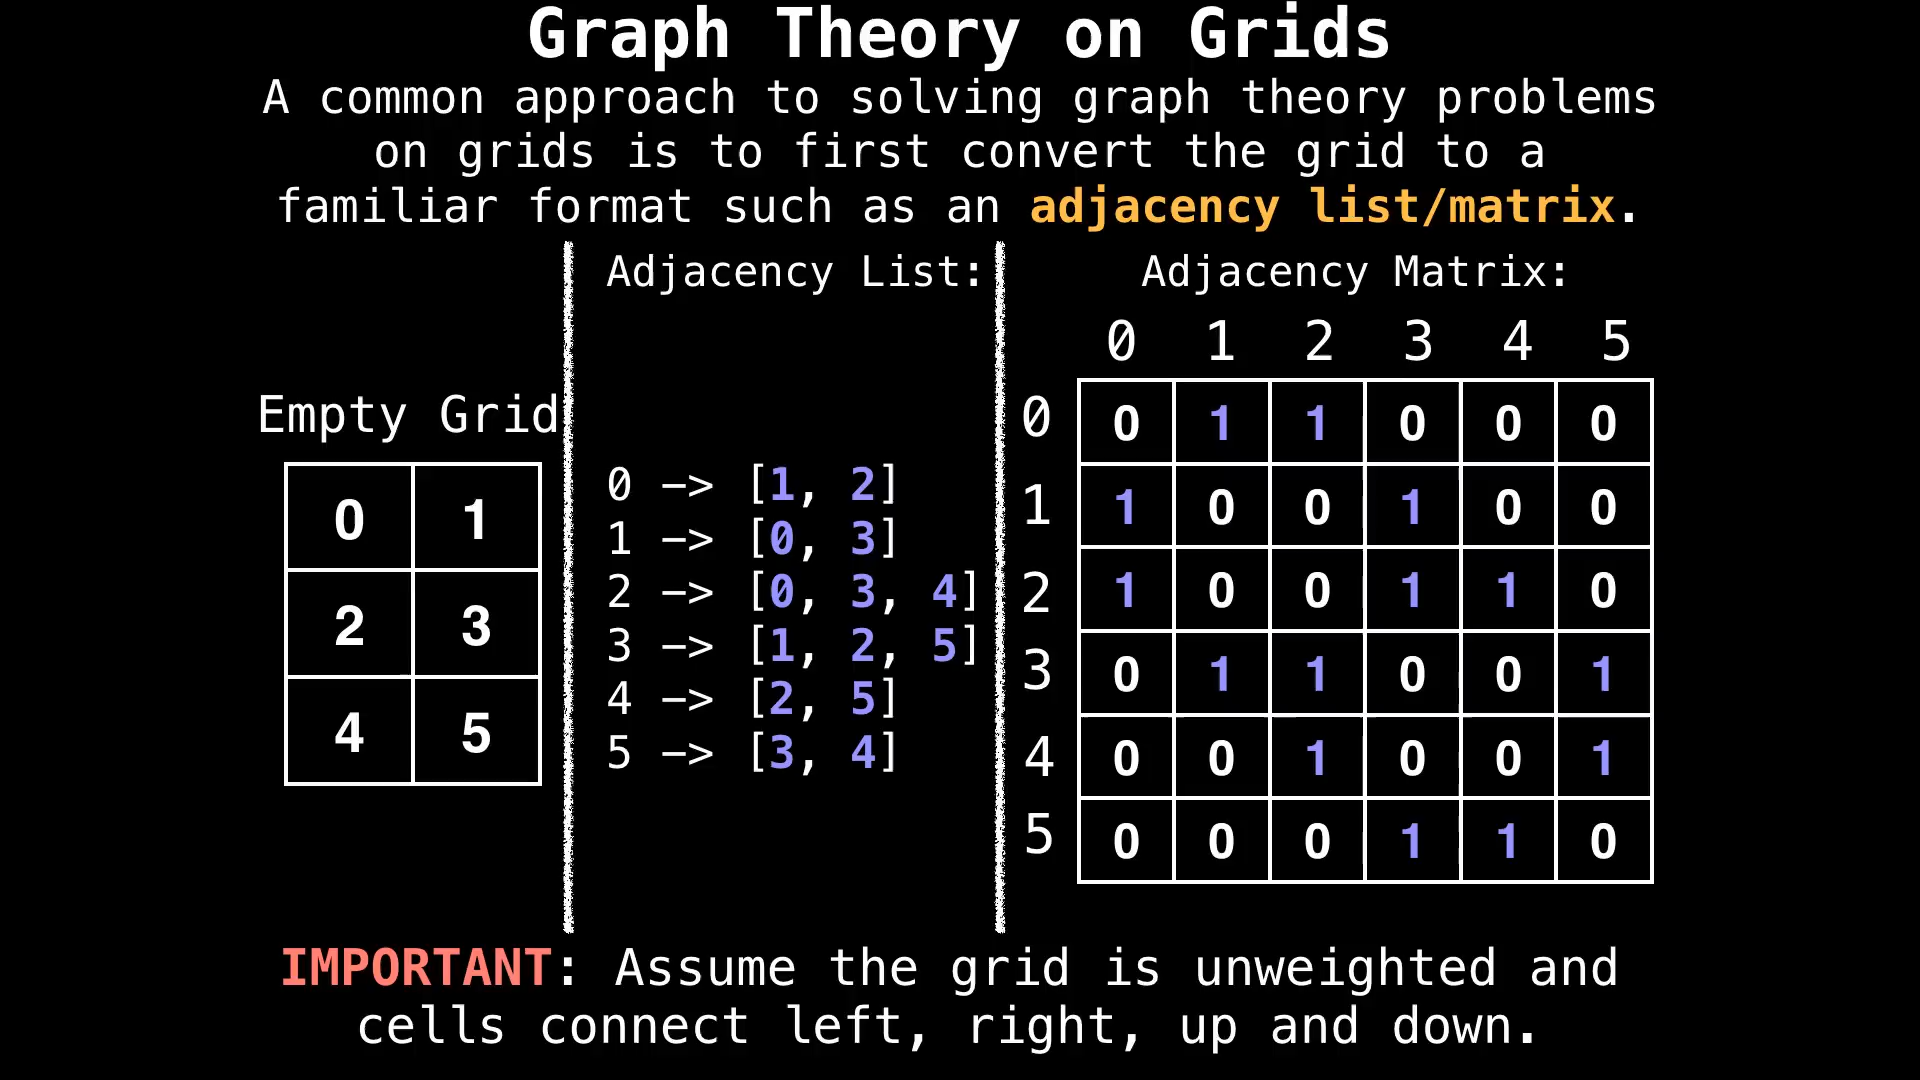 Graph Theory on Grids
A common approach to solving graph theory problems
on grids is to first convert the grid to a
familiar format such as an adjacency list/matrix.
Empty Grid
0 1
2 3
4 5
Adjacency List:
0 -> [1, 2]
1 -> [0, 3]
2 -> [0, 3, 4]
3 -> [1, 2, 5]
4 -> [2, 5]
5 -> [3, 4]
Adjacency Matrix:
0 1 2 3 4 5
0 0 1 1 0 0 0
1 1 0 0 1 0 0
2 1 0 0 1 1 0
3 0 1 1 0 0 1
4 0 0 1 0 0 1
5 0 0 0 1 1 0
IMPORTANT: Assume the grid is unweighted and
cells connect left, right, up and down.